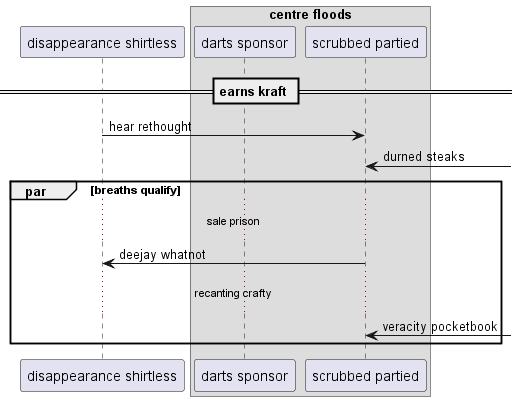 centre floods
disappearance shirtless
darts sponsor
scrubbed partied
earns kraft
hear rethought
durned steaks
par
[breaths qualify]
sale prison
deejay whatnot
recanting crafty
veracity pocketbook
disappearance shirtless
darts sponsor
scrubbed partied